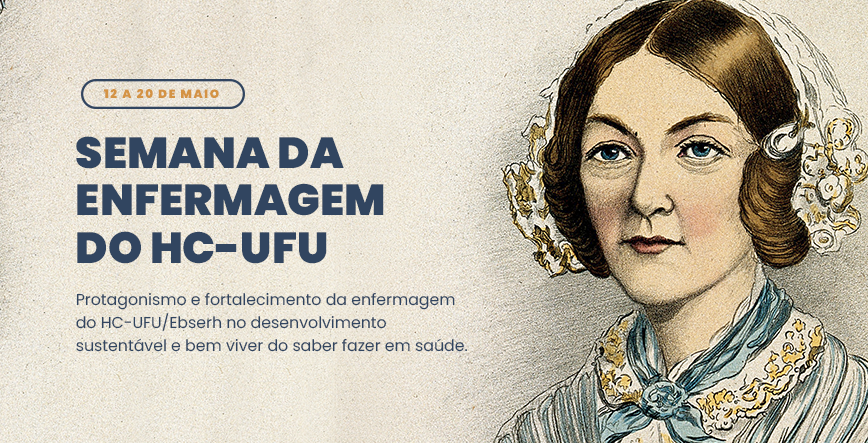 12 A 20 DE MAIO
SEMANA DA
ENFERMAGEM
DO HC-UFU
Protagonismo e fortalecimento da enfermagem
do HC-UFU/Ebserh no desenvolvimento
sustentável e bem viver do saber fazer em saúde.